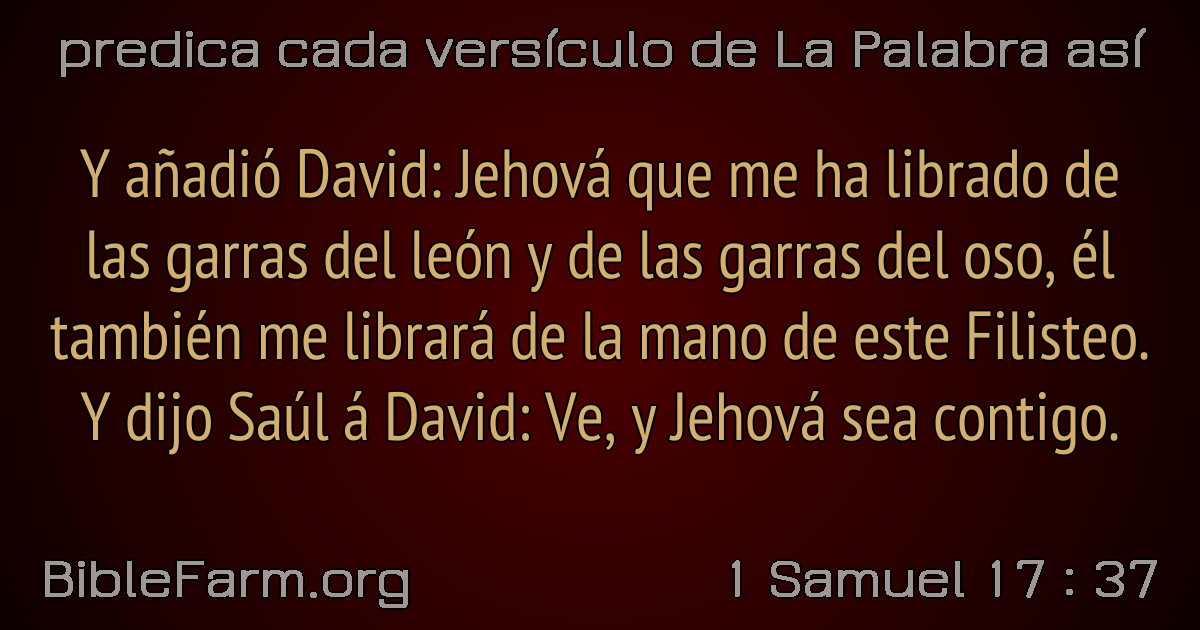 predica cada versículo de La Palabra así
Y añadió David: Jehová que me ha librado de
las garras del león y de las garras del oso, él
también me librará de la mano de este Filisteo.
Y dijo Saúl á David: Ve, y Jehová sea contigo.
BibleFarm.org
1 Samuel 17 : 37